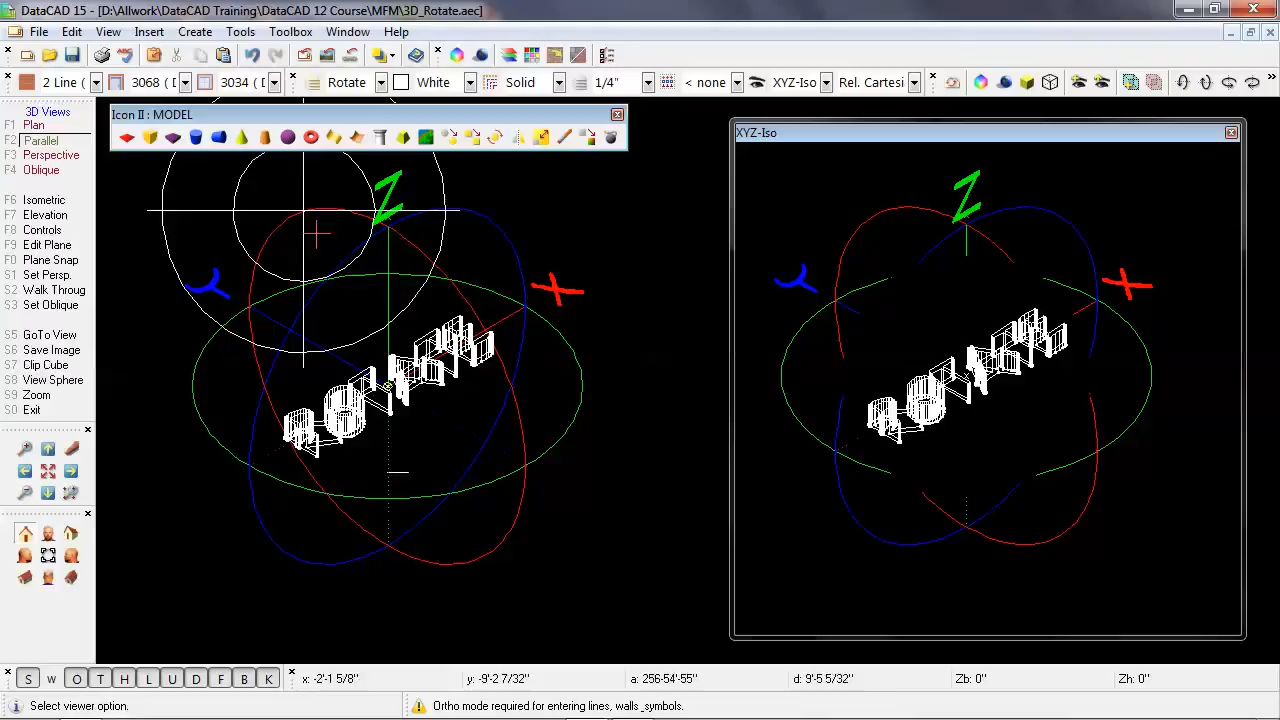 DataCAD 15 - [D:\Allwork\DataCAD Training\DataCAD 12 Course\MFM\3D_Rotate.aec]
File Edit View Insert Create Tools Toolbox Window Help
2 Line ( 3068 ( D 3034 ( D Rotate White Solid 1/4" < none XYZ-Iso Rel. Cartesi
3D Views
F1 Plan
F2 Parallel
F3 Perspective
F4 Oblique
F6 Isometric
F7 Elevation
F8 Controls
F9 Edit Plane
F0 Plane Snap
S1 Set Persp.
S2 Walk Throug
S3 Set Oblique
S5 GoTo View
S6 Save Image
S7 Clip Cube
S8 View Sphere
S9 Zoom
S0 Exit
Icon II : MODEL
Z
Y
X
XYZ-Iso
Z
Y
X
S W O T H L U D F B K x: -2'-1 5/8" y: -9'-2 7/32" a: 256-54'-55" d: 9'-5 5/32" Zb: 0" Zh: 0"
Select viewer option. Ortho mode required for entering lines, walls _symbols.